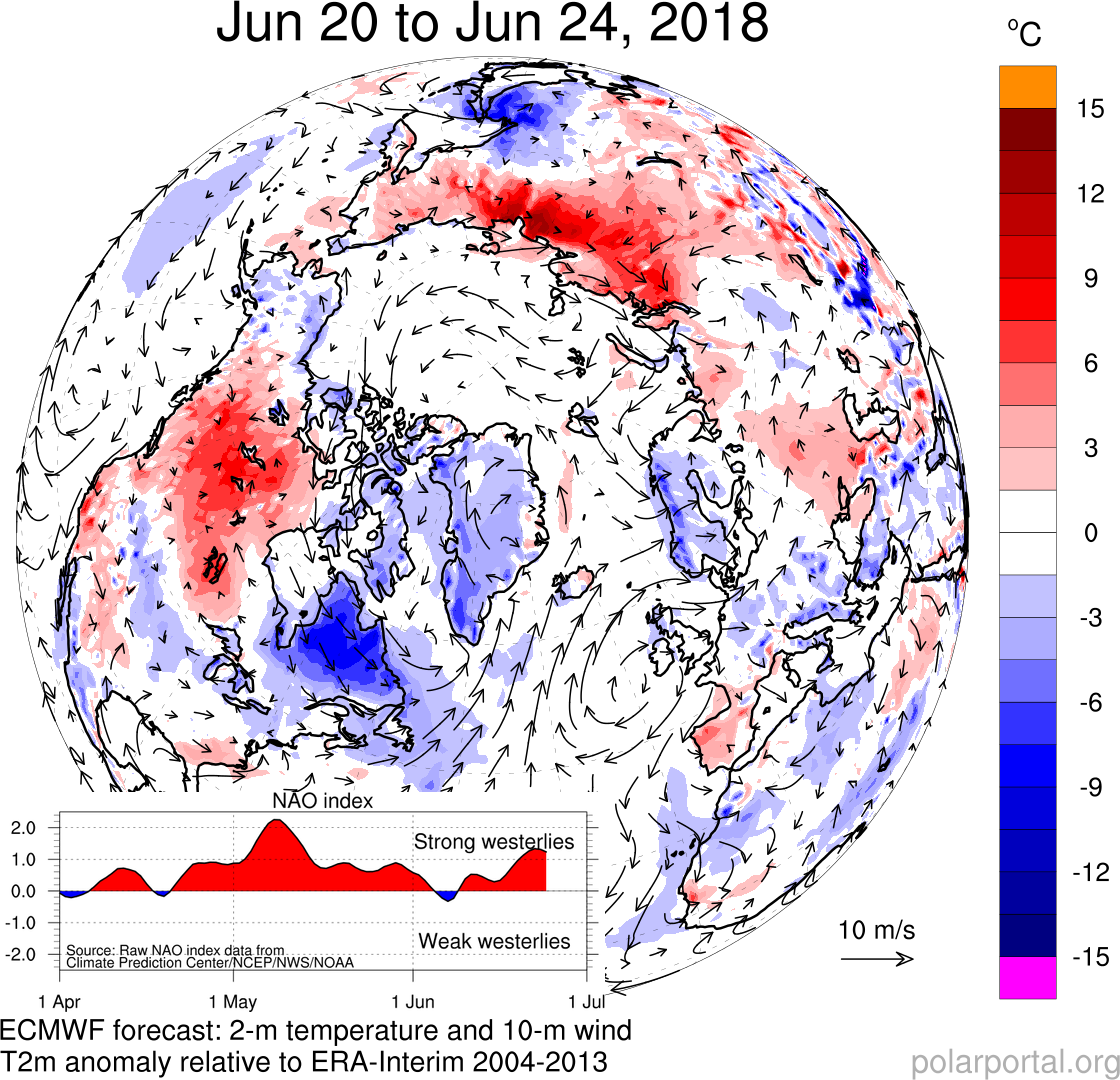 Jun 20 to Jun 24, 2018
°C
15
12
9
6
3
0
-3
-6
-9
-12
-15
10 m/s
NAO index
2.0
1.0
0.0
-1.0
-2.0
Strong westerlies
Weak westerlies
Source: Raw NAO index data from
Climate Prediction Center/NCEP/NWS/NOAA
1 Apr 1 May 1 Jun 1 Jul
ECMWF forecast: 2-m temperature and 10-m wind
T2m anomaly relative to ERA-Interim 2004-2013
polarportal.org